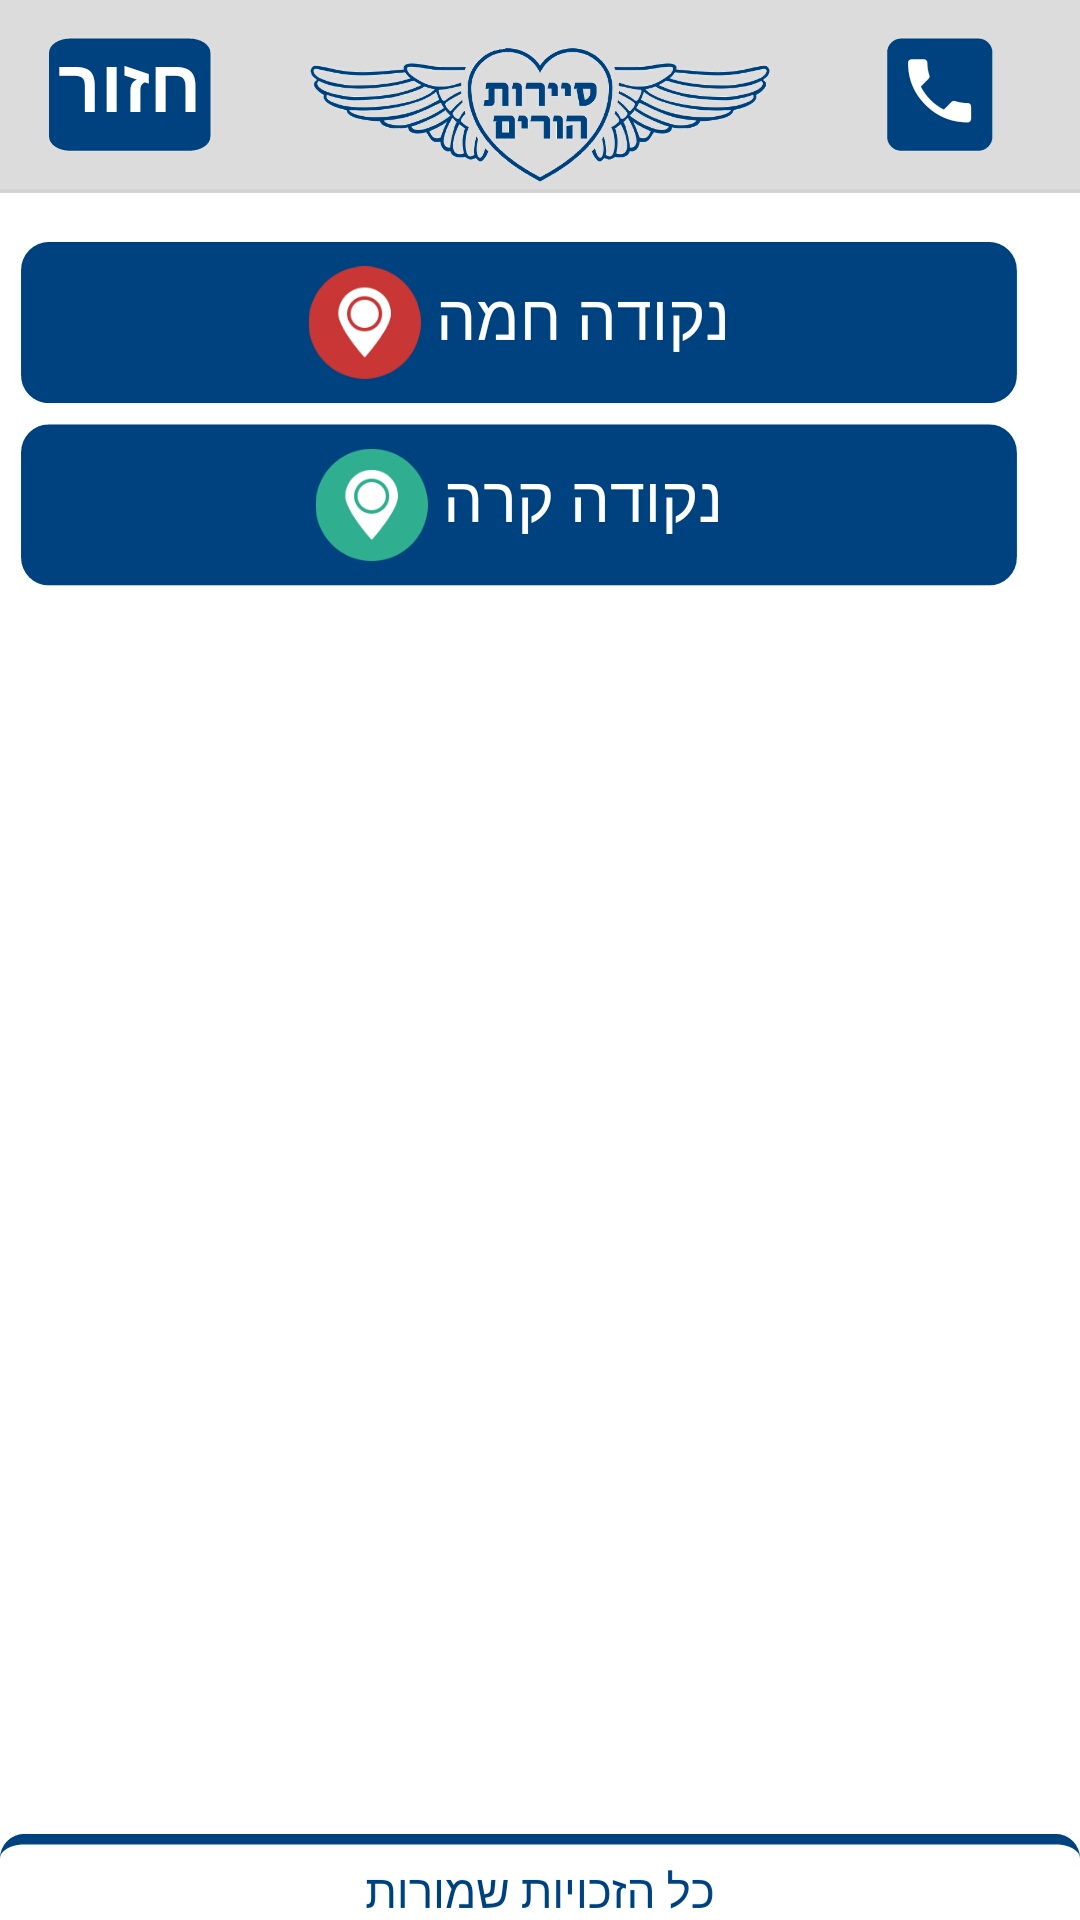 חזור
סיירות
הורים
נקודה חמה
נקודה קרה
כל הזכויות שמורות